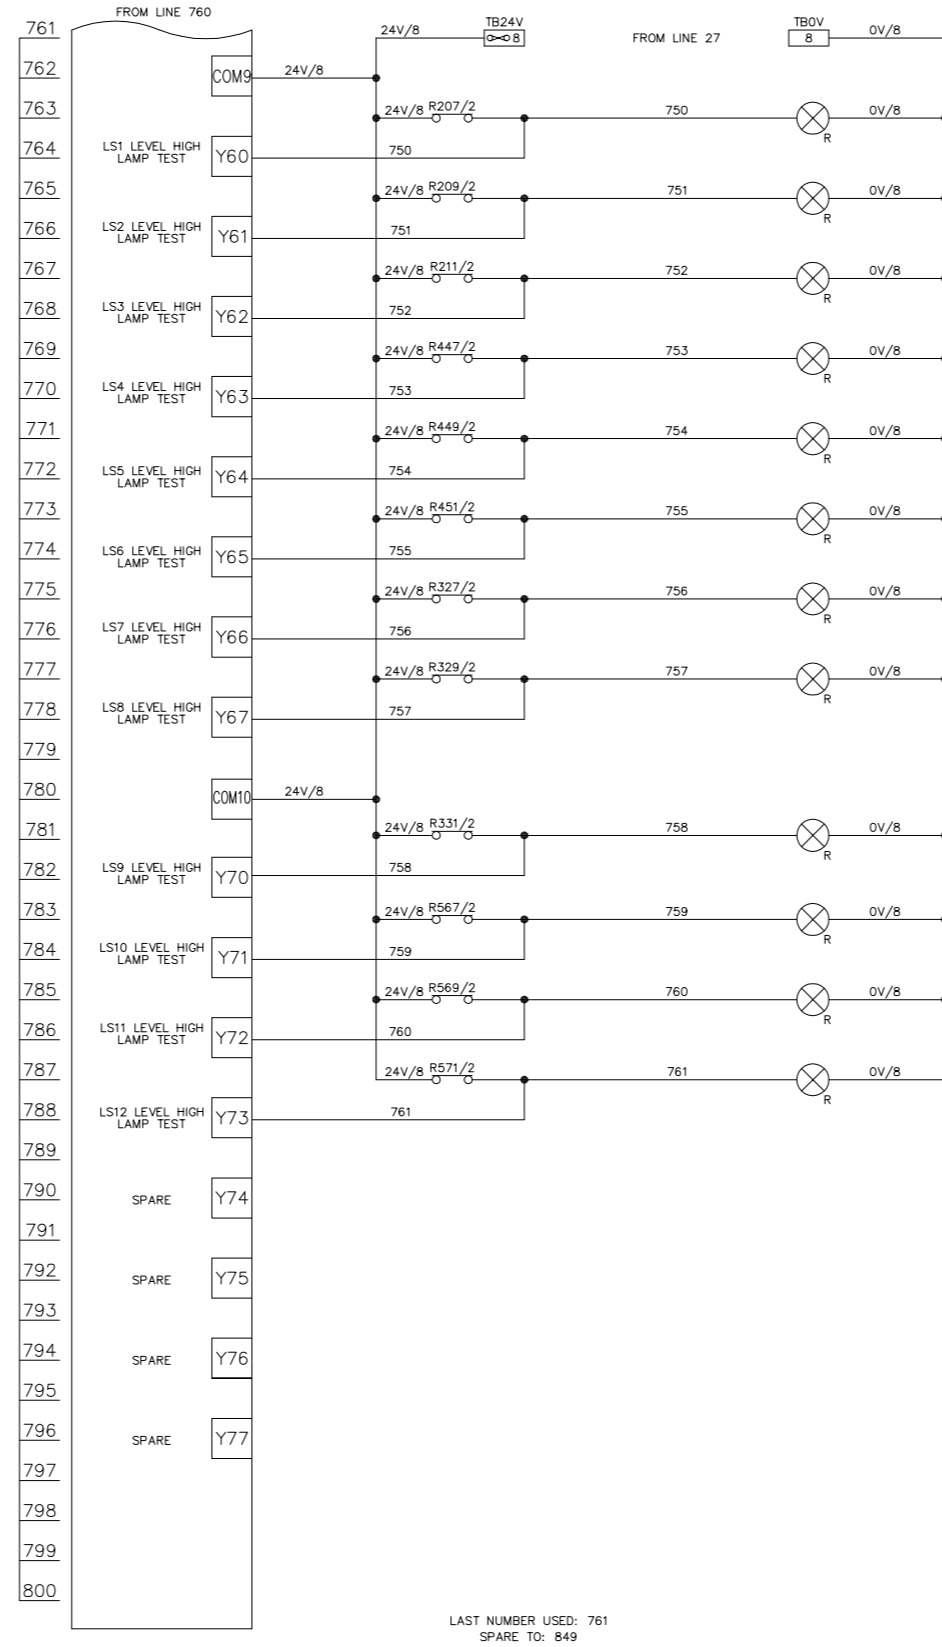 FROM LINE 760
761 24V/8 TB24V 8 FROM LINE 27 TB0V 8 0V/8
762 COM9 24V/8
763 24V/8 R207/2 750 R 0V/8
764 LS1 LEVEL HIGH
LAMP TEST Y60 750
765 24V/8 R209/2 751 R 0V/8
766 LS2 LEVEL HIGH
LAMP TEST Y61 751
767 24V/8 R211/2 752 R 0V/8
768 LS3 LEVEL HIGH
LAMP TEST Y62 752
769 24V/8 R447/2 753 R 0V/8
770 LS4 LEVEL HIGH
LAMP TEST Y63 753
771 24V/8 R449/2 754 R 0V/8
772 LS5 LEVEL HIGH
LAMP TEST Y64 754
773 24V/8 R451/2 755 R 0V/8
774 LS6 LEVEL HIGH
LAMP TEST Y65 755
775 24V/8 R327/2 756 R 0V/8
776 LS7 LEVEL HIGH
LAMP TEST Y66 756
777 24V/8 R329/2 757 R 0V/8
778 LS8 LEVEL HIGH
LAMP TEST Y67 757
779
780 COM10 24V/8
781 24V/8 R331/2 758 R 0V/8
782 LS9 LEVEL HIGH
LAMP TEST Y70 758
783 24V/8 R567/2 759 R 0V/8
784 LS10 LEVEL HIGH
LAMP TEST Y71 759
785 24V/8 R569/2 760 R 0V/8
786 LS11 LEVEL HIGH
LAMP TEST Y72 760
787 24V/8 R571/2 761 R 0V/8
788 LS12 LEVEL HIGH
LAMP TEST Y73 761
789
790 SPARE Y74
791
792 SPARE Y75
793
794 SPARE Y76
795
796 SPARE Y77
797
798
799
800
LAST NUMBER USED: 761
SPARE TO: 849